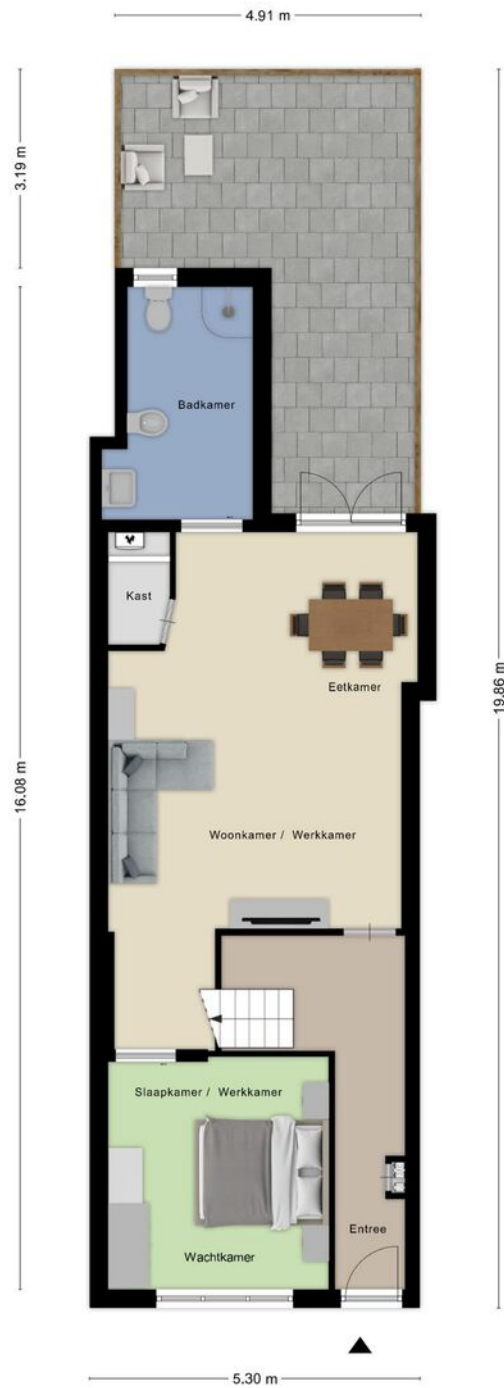 4.91 m
3.19 m
Badkamer
Kast
Eetkamer
19.86 m
16.08 m
Woonkamer / Werkkamer
Slaapkamer / Werkkamer
Entree
Wachtkamer
5.30 m